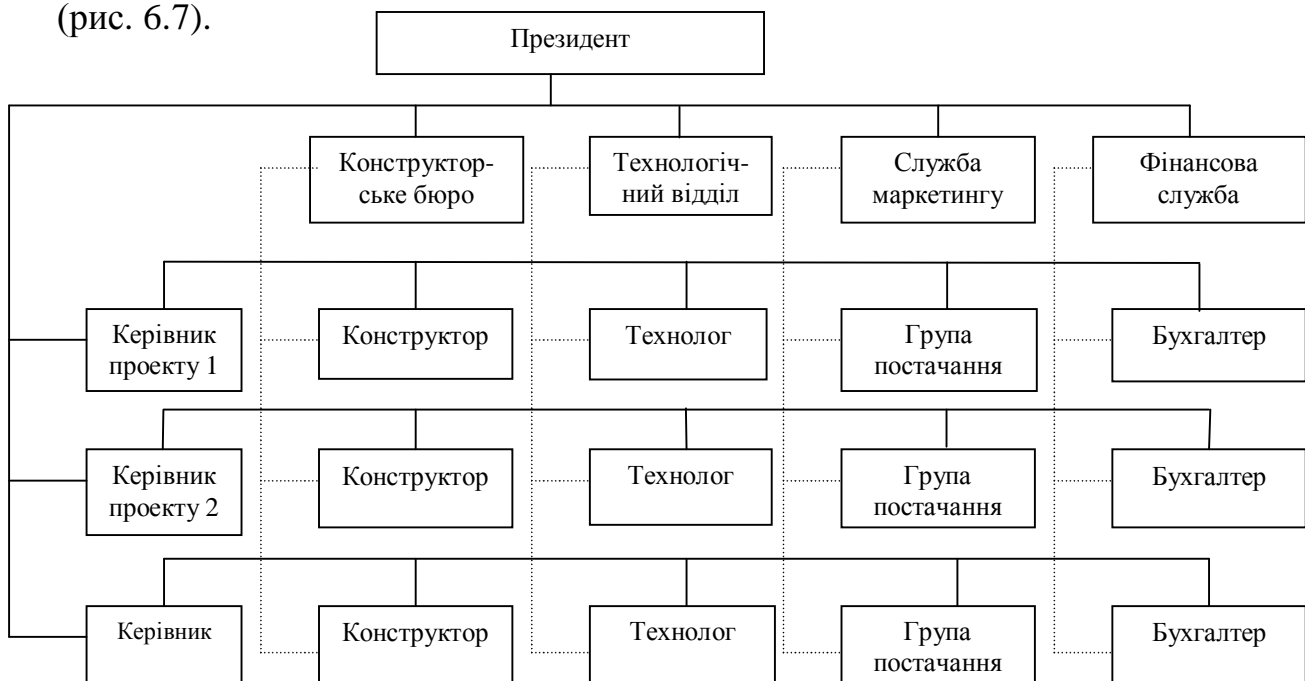 (рис. 6.7).
Президент
Конструктор-
ське бюро
Технологіч-
ний відділ
Служба
маркетингу
Фінансова
служба
Керівник
проекту 1
Конструктор
Технолог
Група
постачання
Бухгалтер
Керівник
проекту 2
Конструктор
Технолог
Група
постачання
Бухгалтер
Керівник
Конструктор
Технолог
Група
постачання
Бухгалтер